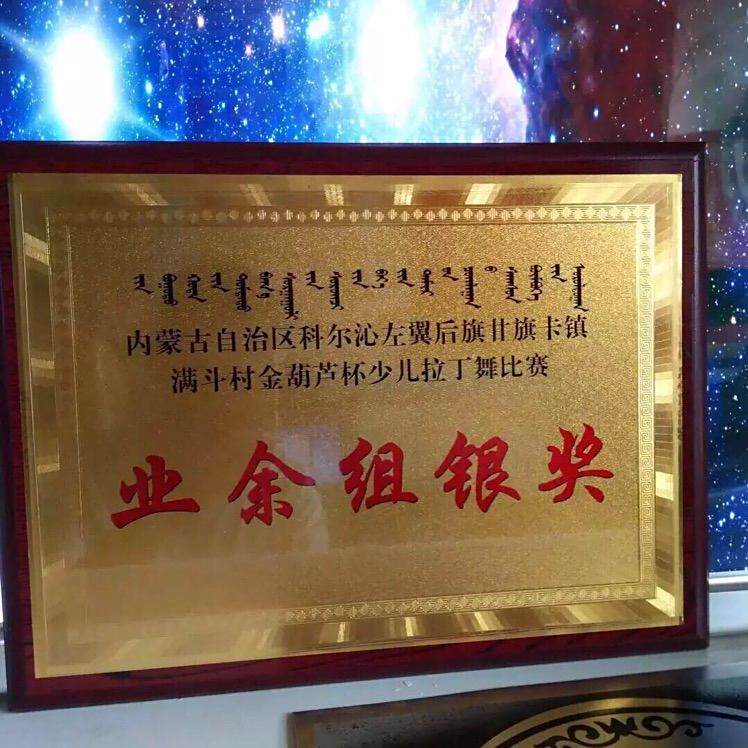 内蒙古自治区科尔沁左翼后旗甘旗卡镇
满斗村金葫芦杯少儿拉丁舞比赛
业余组银奖